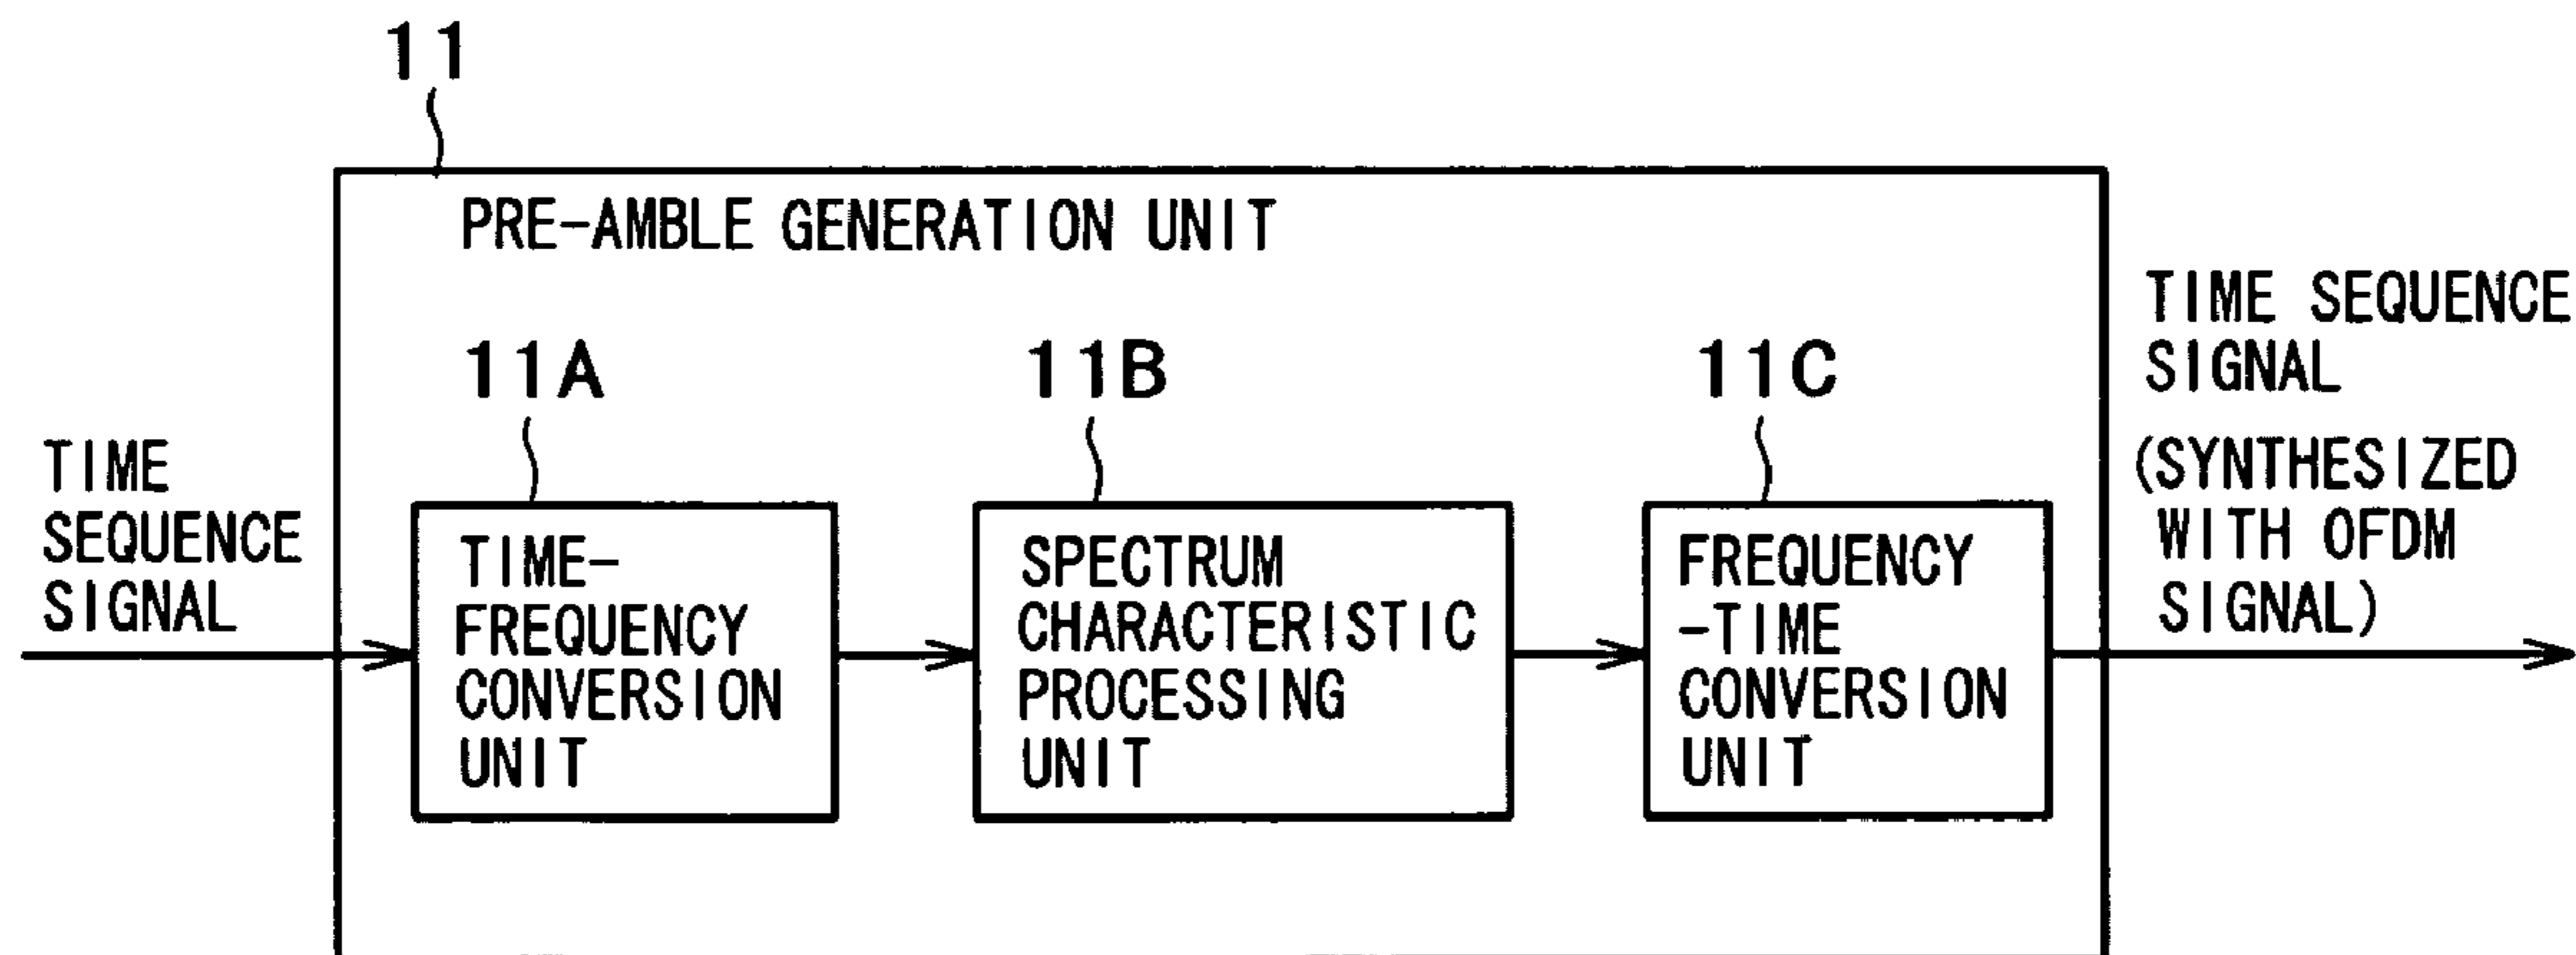 11
PRE-AMBLE GENERATION UNIT
TIME
SEQUENCE
SIGNAL
11A
TIME-
FREQUENCY
CONVERSION
UNIT
11B
SPECTRUM
CHARACTERISTIC
PROCESSING
UNIT
11C
FREQUENCY
-TIME
CONVERSION
UNIT
TIME SEQUENCE
SIGNAL
(SYNTHESIZED
WITH OFDM
SIGNAL)